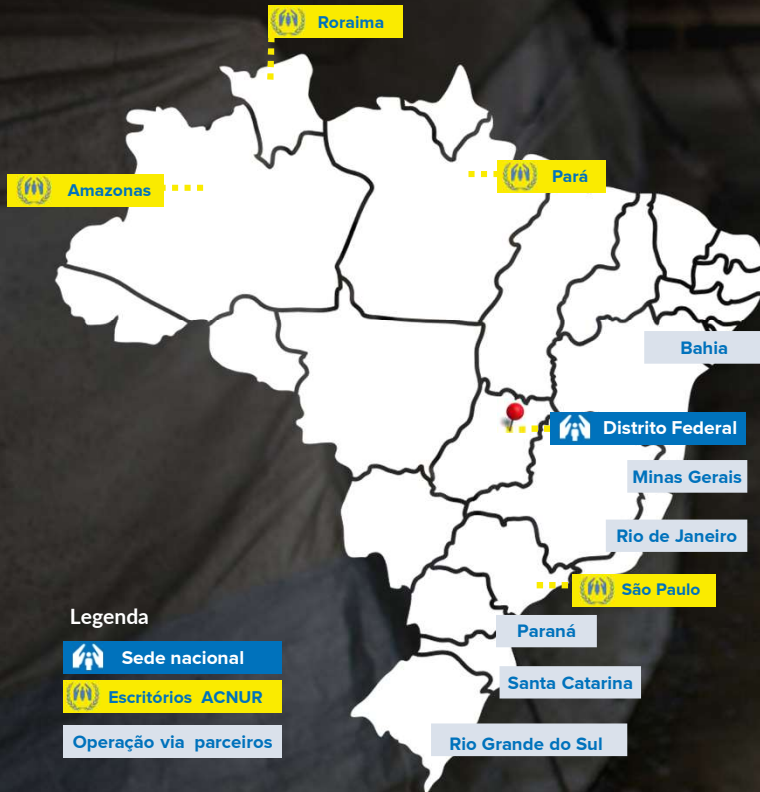 Roraima
Amazonas
Pará
Bahia
Distrito Federal
Minas Gerais
Rio de Janeiro
São Paulo
Paraná
Santa Catarina
Rio Grande do Sul
Legenda
Sede nacional
Escritórios ACNUR
Operação via parceiros